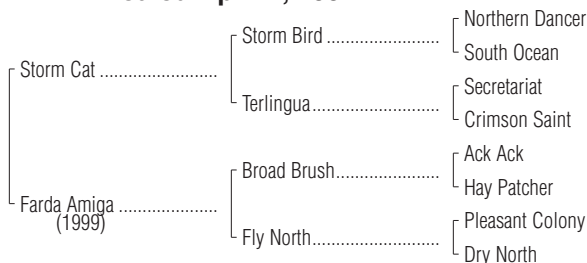 Northern Dancer
Storm Bird
South Ocean
Storm Cat
Secretariat
Terlingua
Crimson Saint
Ack Ack
Broad Brush
Hay Patcher
Farda Amiga
(1999)
Pleasant Colony
Fly North
Dry North